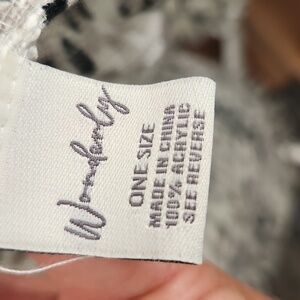 Wonderly
ONE SIZE
MADE IN CHINA
100% ACRYLIC
SEE REVERSE